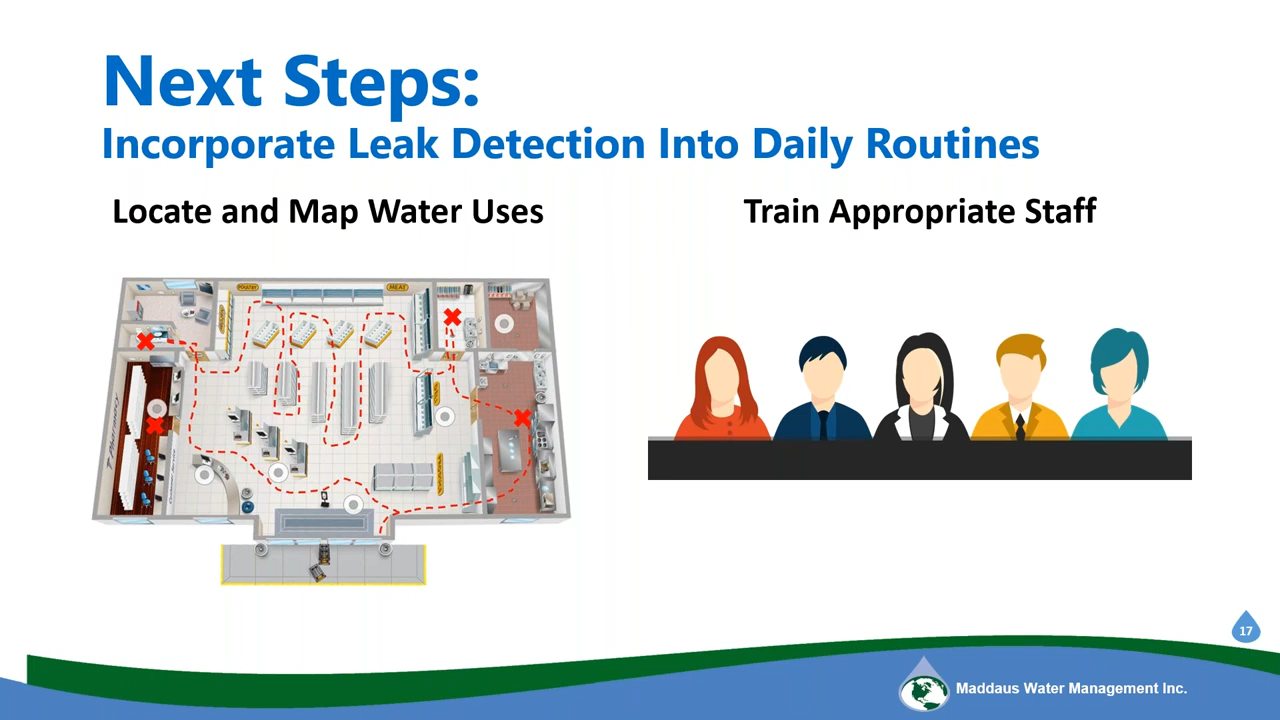 Next Steps:
Incorporate Leak Detection Into Daily Routines
Locate and Map Water Uses
Train Appropriate Staff
POULTRY
MEAT
17
Maddaus Water Management Inc.